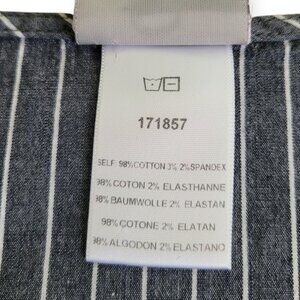 171857
SELF: 98%COTTON 3% 2%SPANDEX
98% COTON 2% ELASTHANNE
98% BAUMWOLLE 2% ELASTAN
98% COTONE 2% ELATAN
98% ALGODON 2% ELASTANO